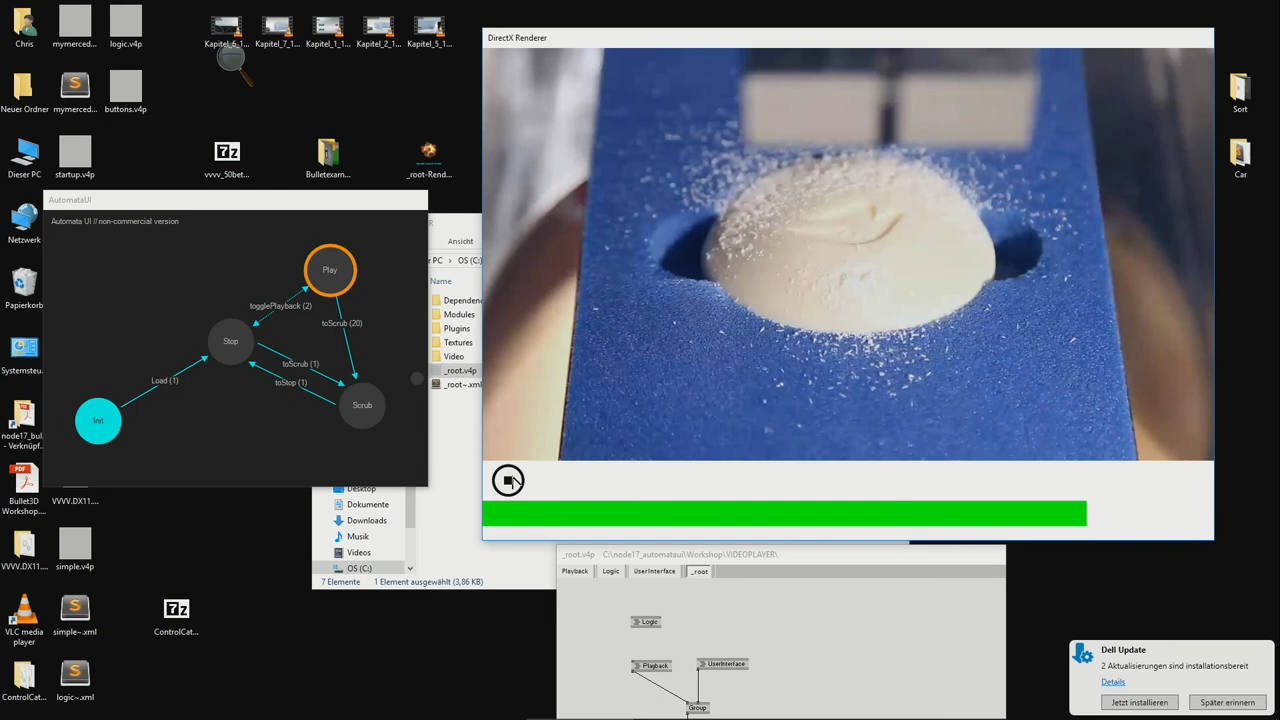 Chris
mymerced...
logic.v4p
Kapitel_6_1...
Kapitel_7_1...
Kapitel_1_1...
Kapitel_2_1...
Kapitel_5_1...
Neuer Ordner
mymerced...
buttons.v4p
Dieser PC
startup.v4p
7z
vvvv_50bet...
Bulletexam...
_root-Rend...
Sort
Car
Netzwerk
Papierkorb
Systemsteu...
node17_bul...
- Verknüpf...
PDF
Bullet3D
Workshop....
VVVV.DX11....
VVVV.DX11....
simple.v4p
VLC media
player
simple~.xml
7z
ControlCat...
ControlCat...
logic~.xml
AutomataUI
Automata UI // non-commercial version
Play
togglePlayback (2)
toScrub (20)
Stop
toScrub (1)
toStop (1)
Load (1)
Scrub
Init
Ansicht
PC
OS (C:)
Name
Modules
Plugins
Textures
Video
_root.v4p
_root~.xml
Desktop
Dokumente
Downloads
Musik
Videos
OS (C:)
7 Elemente
1 Element ausgewählt (3,86 KB)
DirectX Renderer
_root.v4p C:\node17_automataui\Workshop\VIDEOPLAYER\
Playback
Logic
UserInterface
_root
Logic
Playback
UserInterface
Group
Dell Update
2 Aktualisierungen sind installationsbereit
Details
Jetzt installieren
Später erinnern